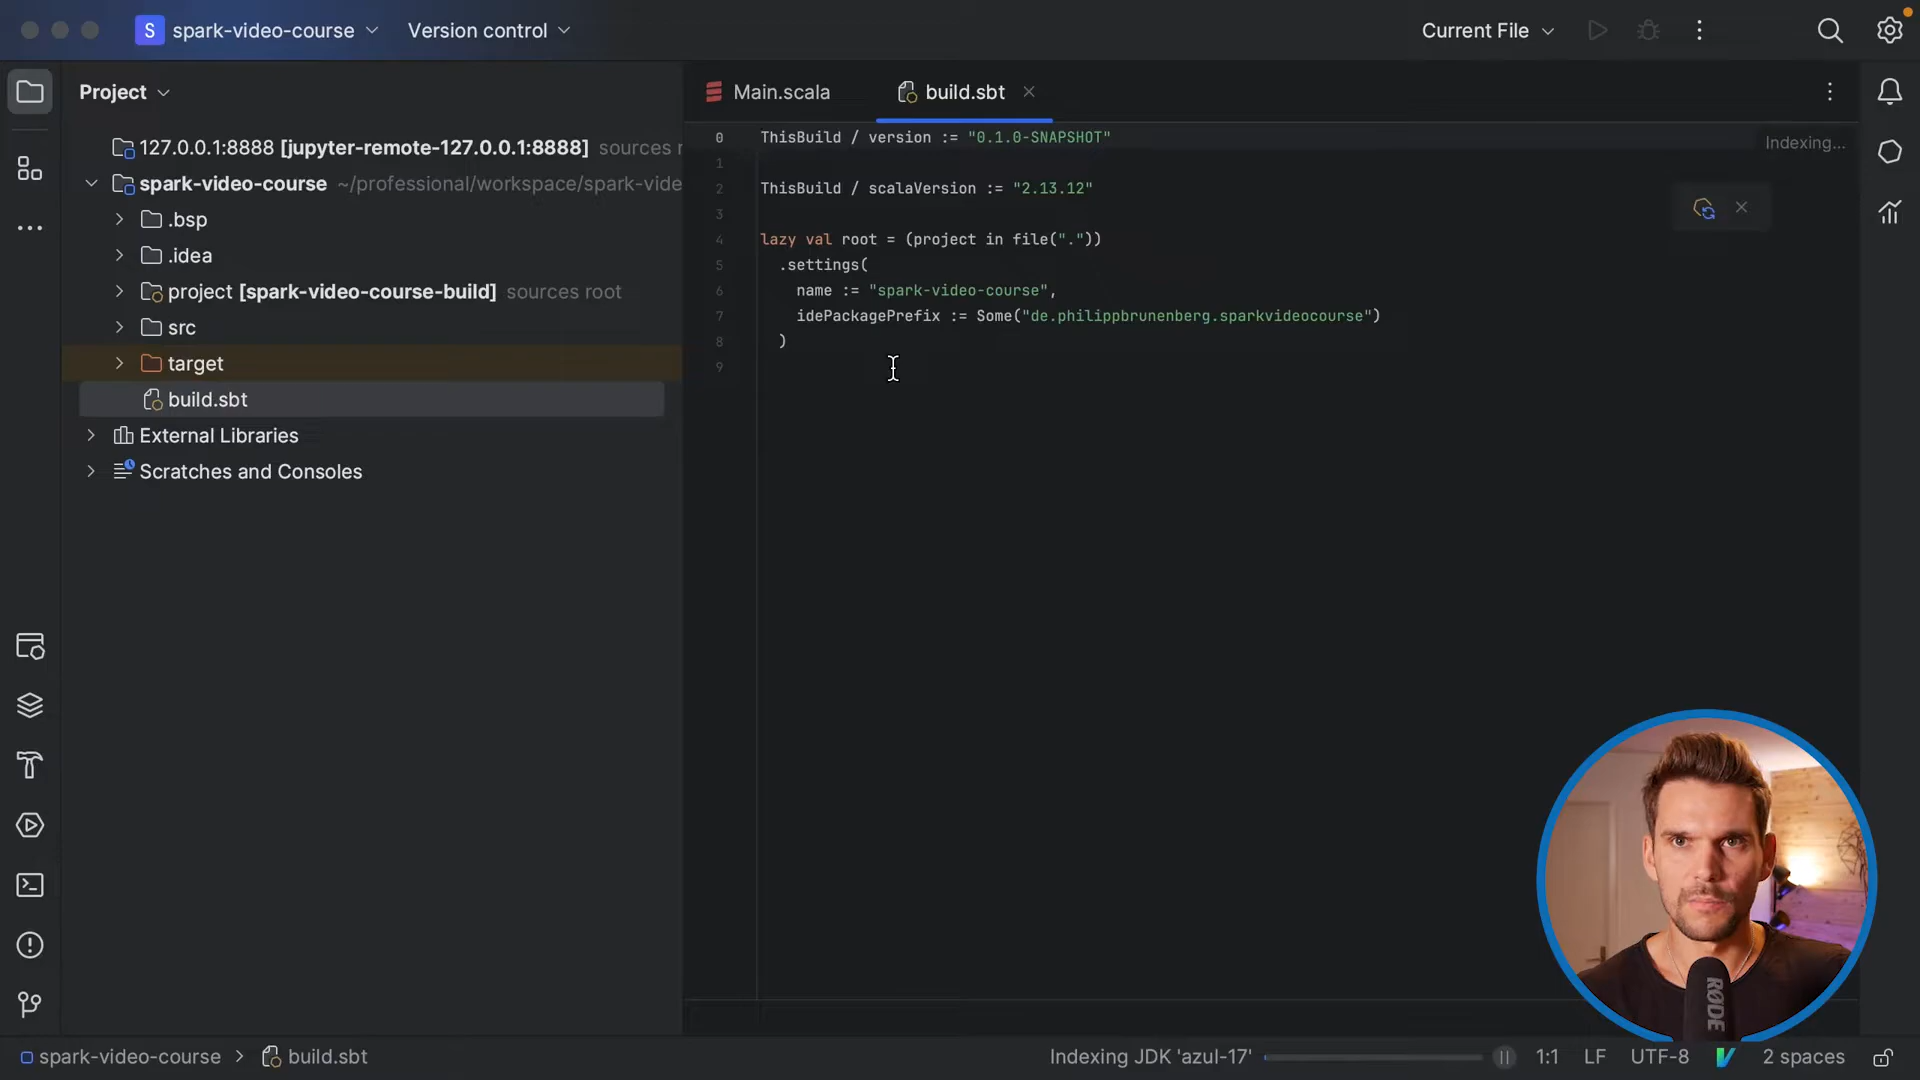 S spark-video-course Version control Current File
Project
Main.scala build.sbt
127.0.0.1:8888 [jupyter-remote-127.0.0.1:8888] sources r
spark-video-course ~/professional/workspace/spark-vide
.bsp
.idea
project [spark-video-course-build] sources root
src
target
build.sbt
External Libraries
Scratches and Consoles
0 ThisBuild / version := "0.1.0-SNAPSHOT"
Indexing...
1
2 ThisBuild / scalaVersion := "2.13.12"
3
4 lazy val root = (project in file("."))
5 .settings(
6 name := "spark-video-course",
7 idePackagePrefix := Some("de.philippbrunenberg.sparkvideocourse")
8 )
9
RØDE
spark-video-course > build.sbt Indexing JDK 'azul-17' 1:1 LF UTF-8 2 spaces